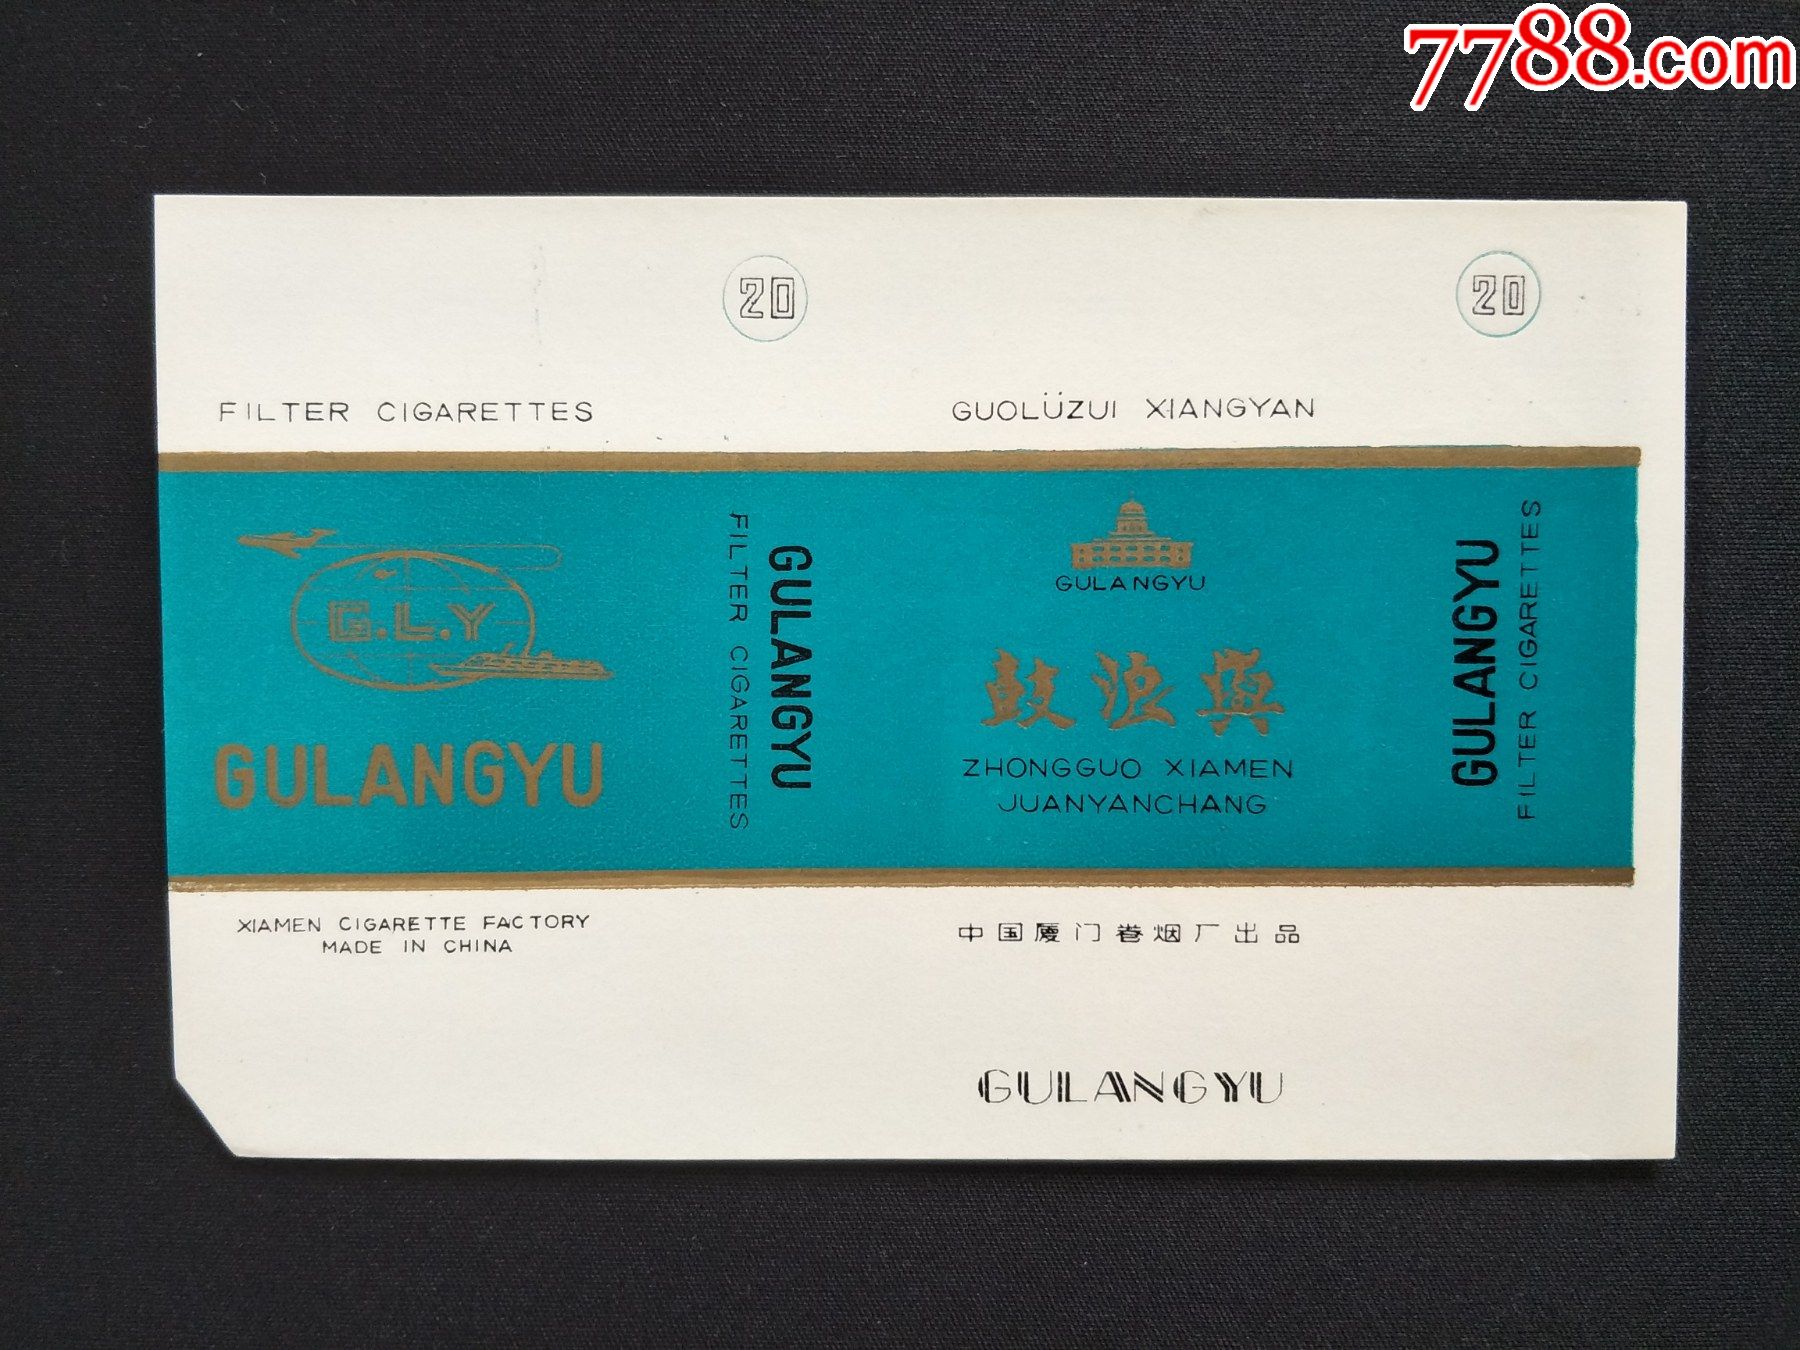 7788.com
20
20
FILTER CIGARETTES
GUOLÜZUI XIANGYAN
G.L.Y
GULANGYU
FILTER CIGARETTES
GULANGYU
GULANGYU
鼓浪屿
ZHONGGUO XIAMEN
JUANYANCHANG
GULANGYU
FILTER CIGARETTES
XIAMEN CIGARETTE FACTORY
MADE IN CHINA
中国厦门卷烟厂出品
GULANGYU